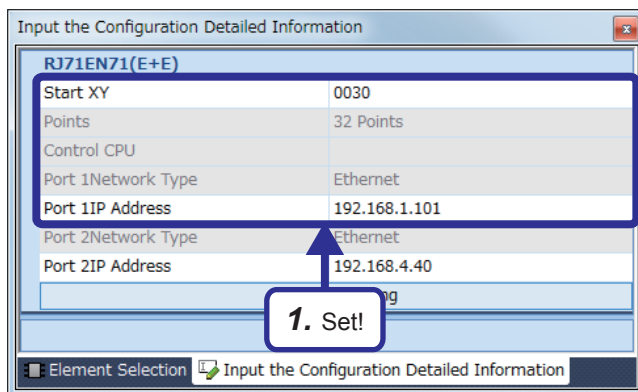 Input the Configuration Detailed Information
RJ71EN71(E+E)
Start XY 0030
Points 32 Points
Control CPU
Port 1Network Type Ethernet
Port 1IP Address 192.168.1.101
Port 2Network Type Ethernet
Port 2IP Address 192.168.4.40
1. Set!
Element Selection Input the Configuration Detailed Information